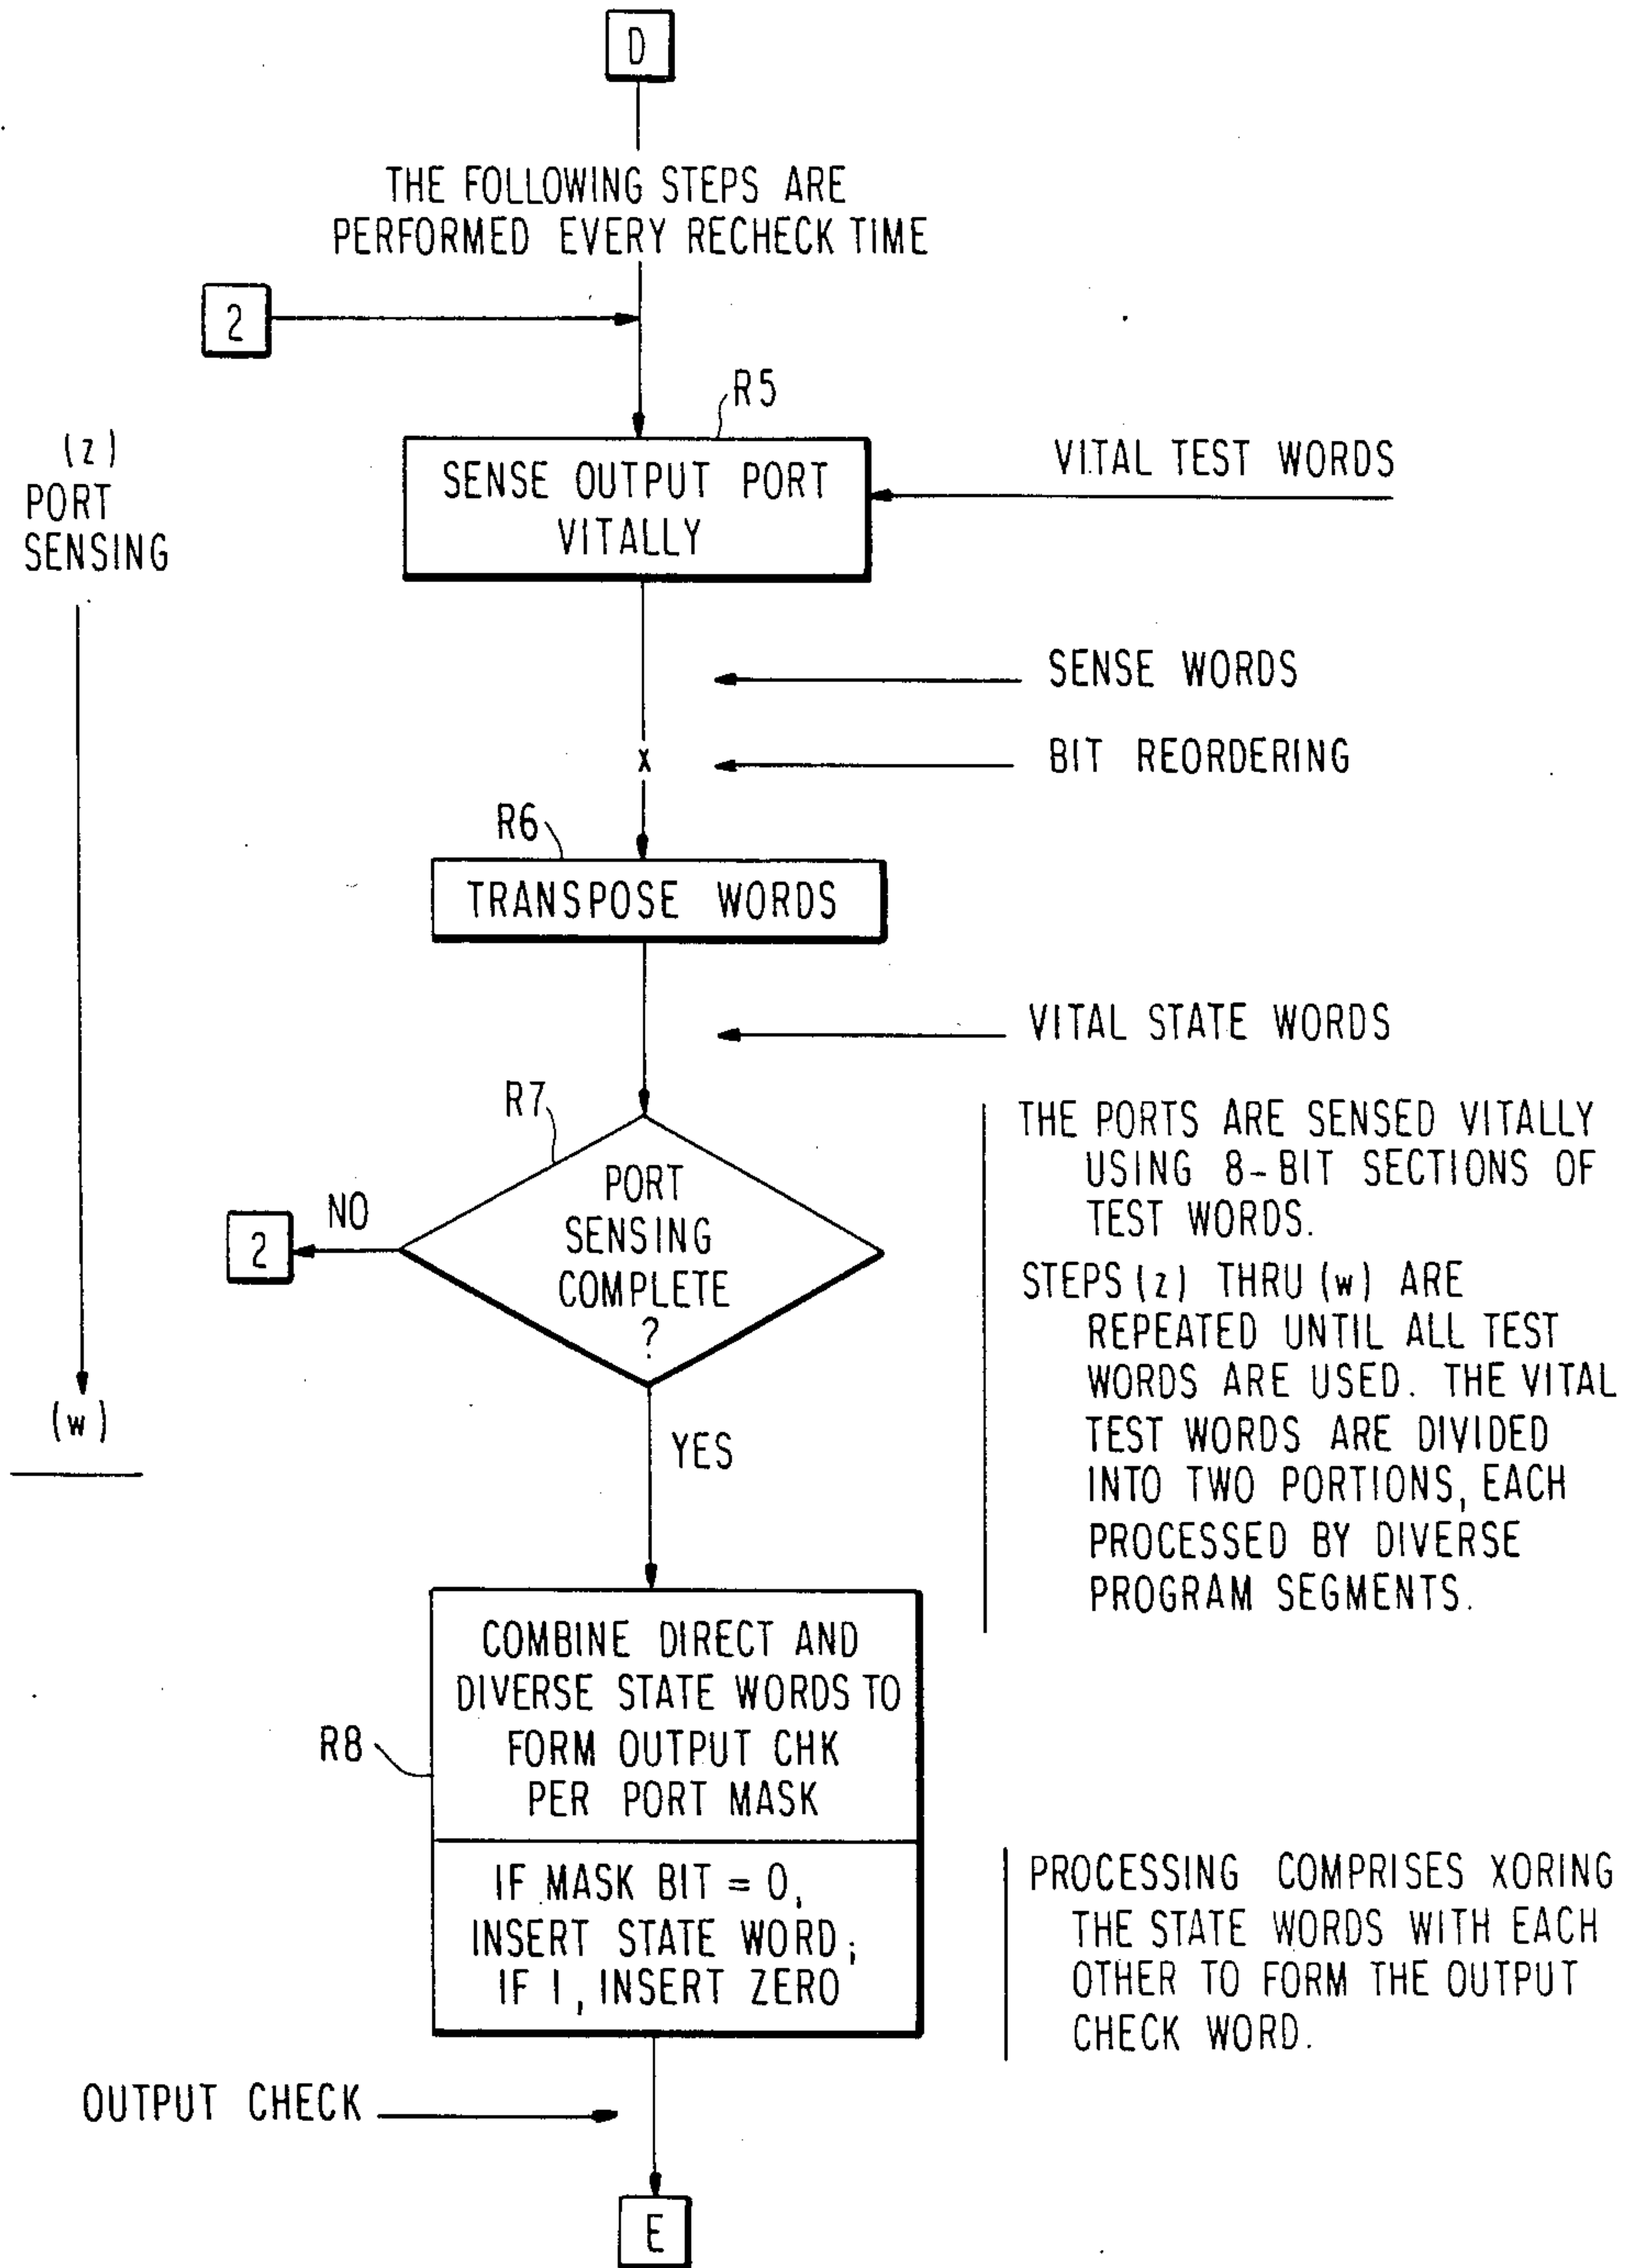 D
THE FOLLOWING STEPS ARE
PERFORMED EVERY RECHECK TIME
2
R5
(z)
PORT
SENSING
SENSE OUTPUT PORT
VITALLY
VITAL TEST WORDS
SENSE WORDS
X
BIT REORDERING
R6
TRANSPOSE WORDS
VITAL STATE WORDS
R7
PORT
SENSING
COMPLETE
?
NO
2
YES
(w)
THE PORTS ARE SENSED VITALLY
USING 8-BIT SECTIONS OF
TEST WORDS.
STEPS (z) THRU (w) ARE
REPEATED UNTIL ALL TEST
WORDS ARE USED. THE VITAL
TEST WORDS ARE DIVIDED
INTO TWO PORTIONS, EACH
PROCESSED BY DIVERSE
PROGRAM SEGMENTS.
R8
COMBINE DIRECT AND
DIVERSE STATE WORDS TO
FORM OUTPUT CHK
PER PORT MASK
IF MASK BIT = 0,
INSERT STATE WORD;
IF 1, INSERT ZERO
PROCESSING COMPRISES XORING
THE STATE WORDS WITH EACH
OTHER TO FORM THE OUTPUT
CHECK WORD.
OUTPUT CHECK
E